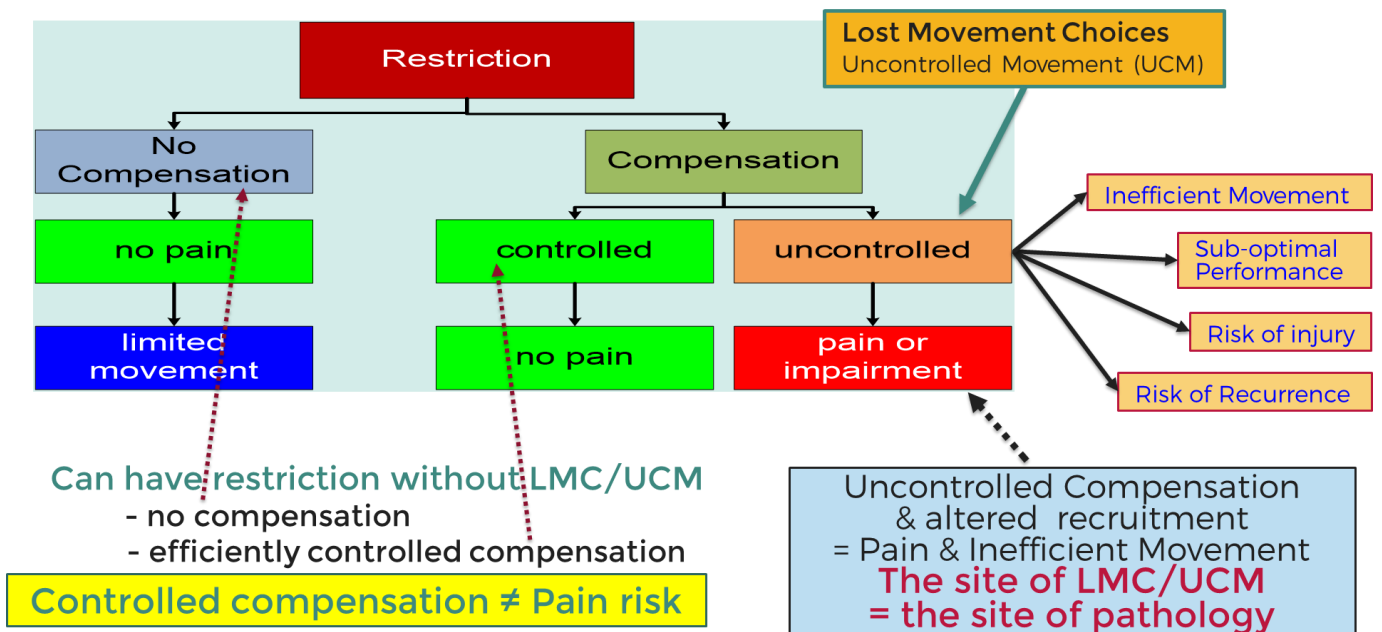 Restriction
Lost Movement Choices
Uncontrolled Movement (UCM)
No
Compensation
Compensation
no pain
controlled
uncontrolled
limited
movement
no pain
pain or
impairment
Inefficient Movement
Sub-optimal
Performance
Risk of injury
Risk of Recurrence
Can have restriction without LMC/UCM
- no compensation
- efficiently controlled compensation
Controlled compensation ≠ Pain risk
Uncontrolled Compensation
& altered recruitment
= Pain & Inefficient Movement
The site of LMC/UCM
= the site of pathology